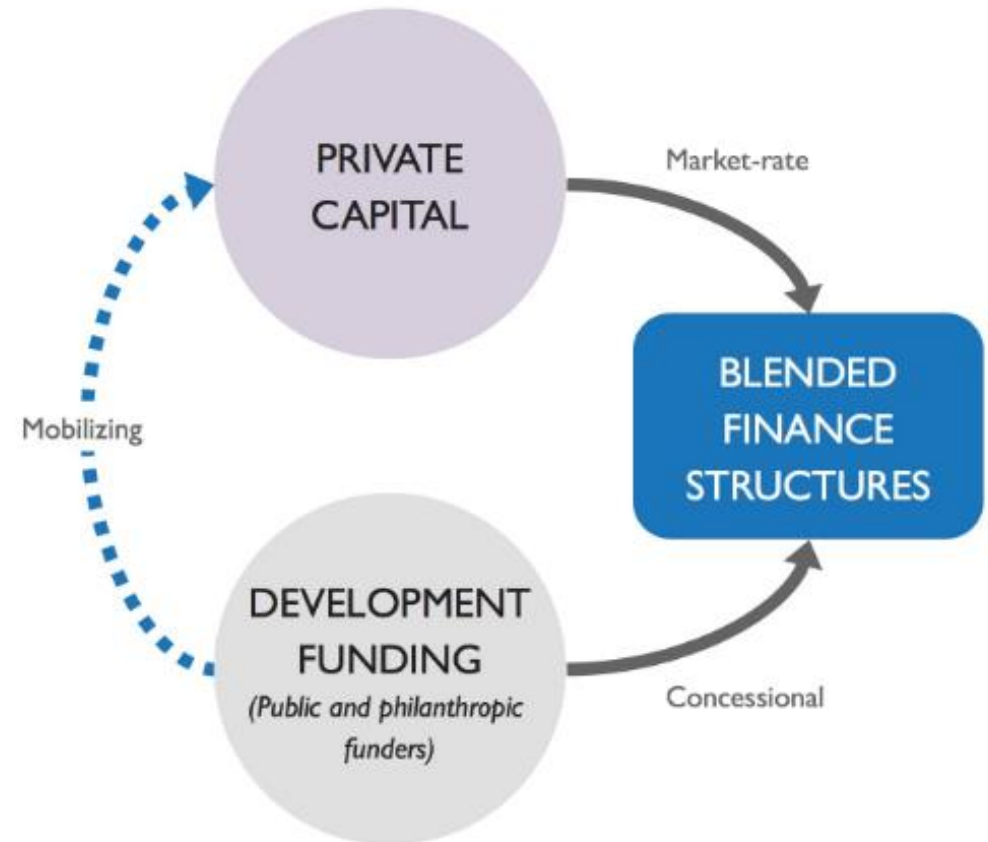 PRIVATE
CAPITAL
Market-rate
BLENDED
FINANCE
STRUCTURES
Mobilizing
DEVELOPMENT
FUNDING
(Public and philanthropic
funders)
Concessional